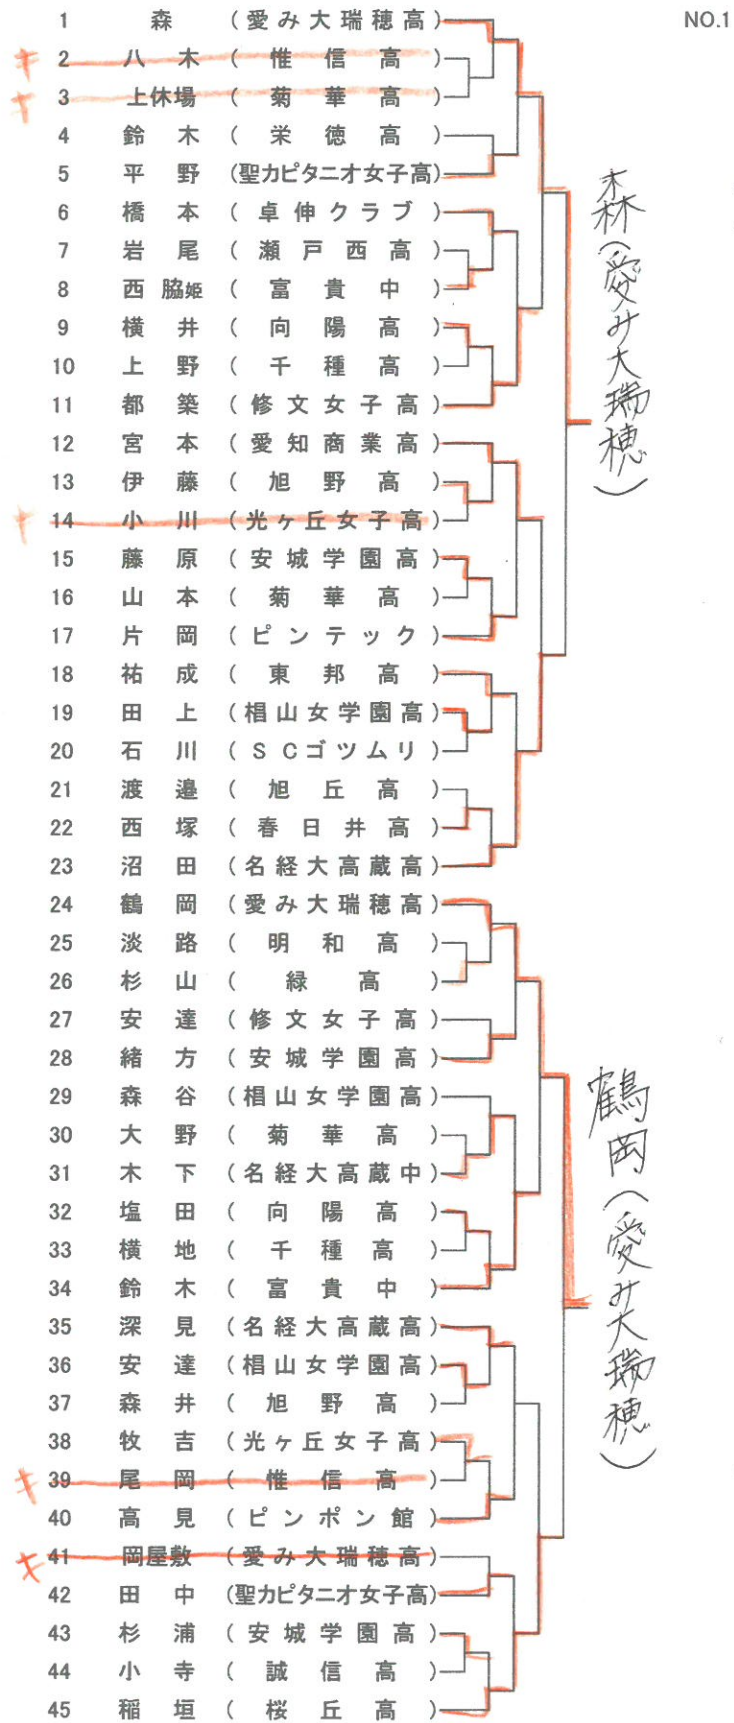 NO.1
1 森 (愛み大瑞穂高)
キ 2 八木 (惟信高)
キ 3 上休場 (菊華高)
4 鈴木 (栄徳高)
5 平野 (聖カピタニオ女子高)
6 橋本 (卓伸クラブ)
7 岩尾 (瀬戸西高)
8 西脇姫 (富貴中)
9 横井 (向陽高)
10 上野 (千種高)
11 都築 (修文女子高)
12 宮本 (愛知商業高)
13 伊藤 (旭野高)
キ 14 小川 (光ヶ丘女子高)
15 藤原 (安城学園高)
16 山本 (菊華高)
17 片岡 (ピンテック)
18 祐成 (東邦高)
19 田上 (椙山女学園高)
20 石川 (SCゴツムリ)
21 渡邉 (旭丘高)
22 西塚 (春日井高)
23 沼田 (名経大高蔵高)
森(愛み大瑞穂)
24 鶴岡 (愛み大瑞穂高)
25 淡路 (明和高)
26 杉山 (緑高)
27 安達 (修文女子高)
28 緒方 (安城学園高)
29 森谷 (椙山女学園高)
30 大野 (菊華高)
31 木下 (名経大高蔵中)
32 塩田 (向陽高)
33 横地 (千種高)
34 鈴木 (富貴中)
35 深見 (名経大高蔵高)
36 安達 (椙山女学園高)
37 森井 (旭野高)
38 牧吉 (光ヶ丘女子高)
キ 39 尾岡 (惟信高)
40 高見 (ピンポン館)
キ 41 岡屋敷 (愛み大瑞穂高)
42 田中 (聖カピタニオ女子高)
43 杉浦 (安城学園高)
44 小寺 (誠信高)
45 稲垣 (桜丘高)
鶴岡(愛み大瑞穂)